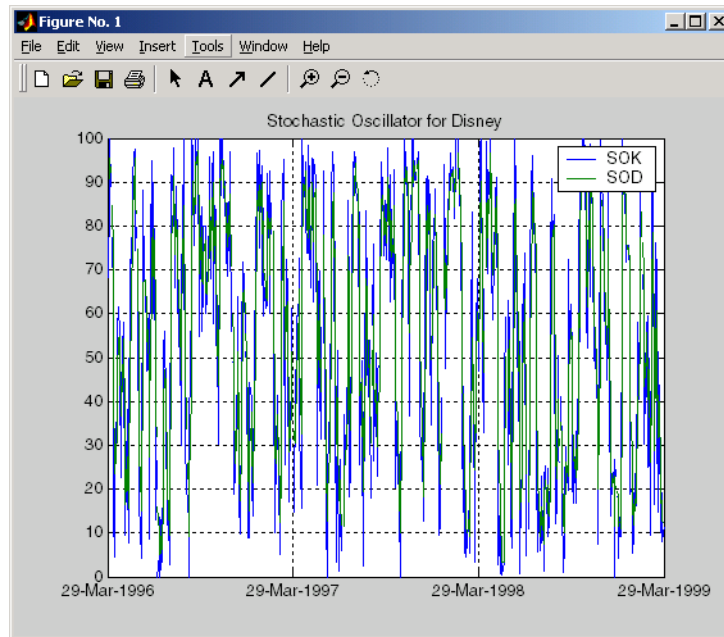 Figure No. 1
File Edit View Insert Tools Window Help
A
Stochastic Oscillator for Disney
100
90
80
70
60
50
40
30
20
10
0
SOK
SOD
29-Mar-1996 29-Mar-1997 29-Mar-1998 29-Mar-1999